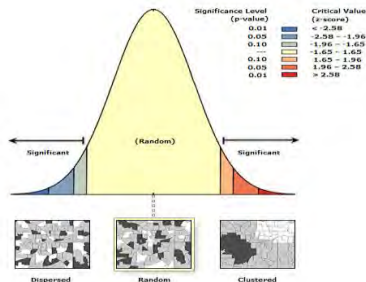 Significance Level
(p-value)
Critical Value
(z-score)
0.01 < -2.58
0.05 -2.58 – -1.96
0.10 -1.96 – -1.65
--- -1.65 - 1.65
0.10 1.65 - 1.96
0.05 1.96 - 2.58
0.01 > 2.58
Significant
(Random)
Significant
Dispersed
Random
Clustered